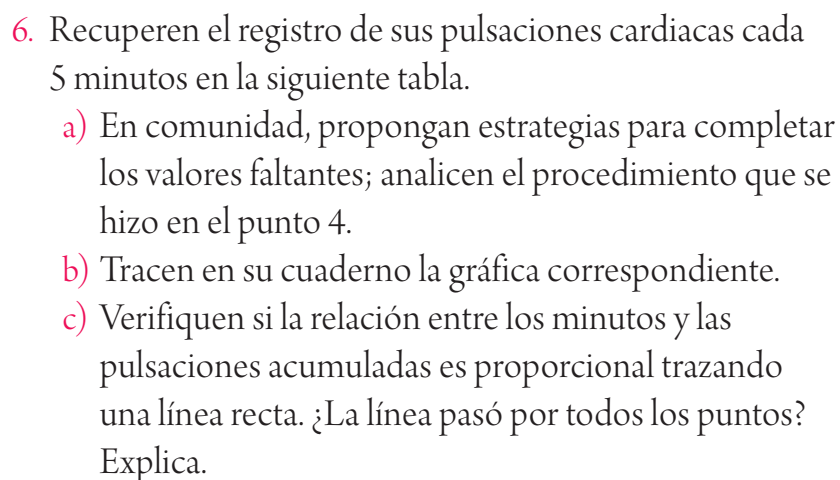 6. Recuperen el registro de sus pulsaciones cardiacas cada
5 minutos en la siguiente tabla.
a) En comunidad, propongan estrategias para completar
los valores faltantes; analicen el procedimiento que se
hizo en el punto 4.
b) Tracen en su cuaderno la gráfica correspondiente.
c) Verifiquen si la relación entre los minutos y las
pulsaciones acumuladas es proporcional trazando
una línea recta. ¿La línea pasó por todos los puntos?
Explica.